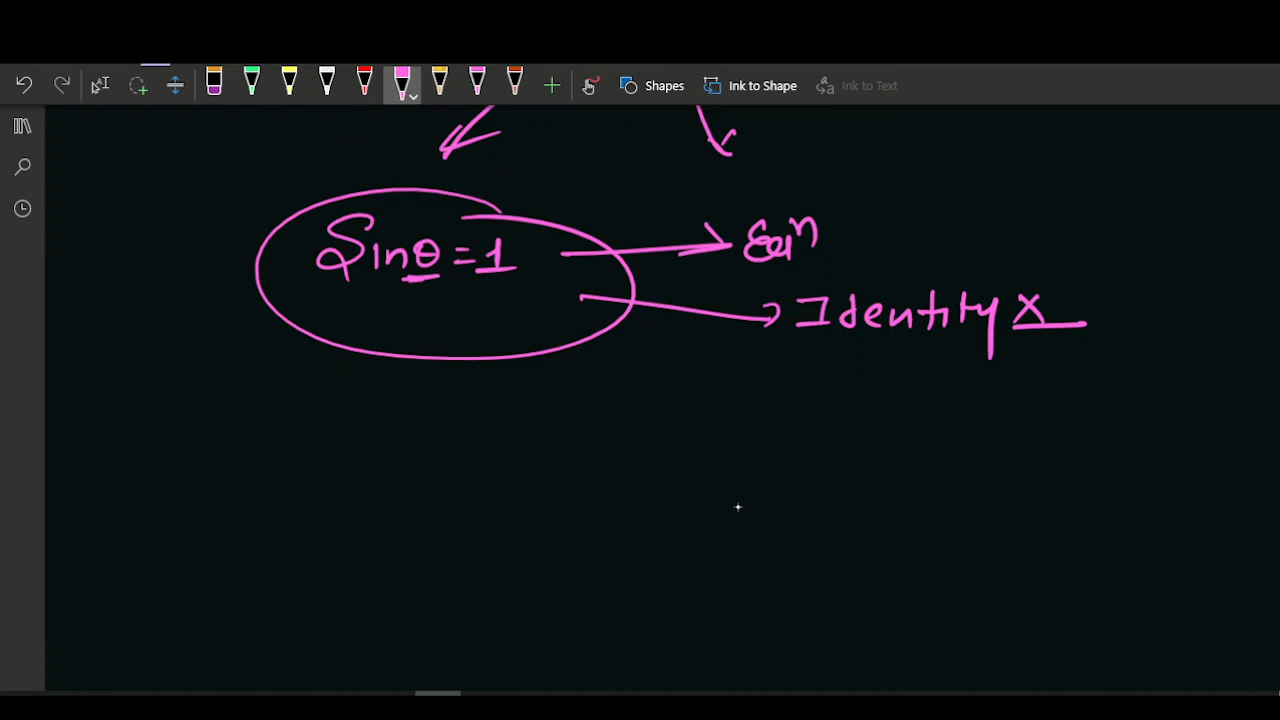 Shapes
Ink to Shape
Ink to Text
Sinθ = 1
Eqⁿ
Identity X